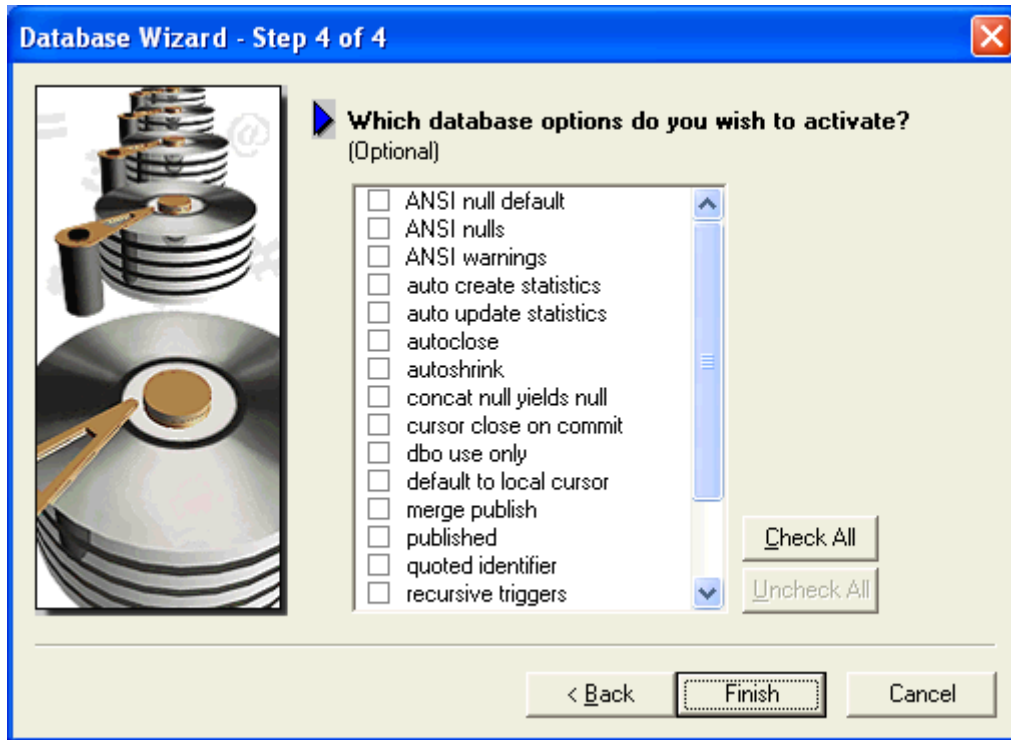 Database Wizard - Step 4 of 4
Which database options do you wish to activate?
(Optional)
ANSI null default
ANSI nulls
ANSI warnings
auto create statistics
auto update statistics
autoclose
autoshrink
concat null yields null
cursor close on commit
dbo use only
default to local cursor
merge publish
published
quoted identifier
recursive triggers
Check All
Uncheck All
< Back
Finish
Cancel